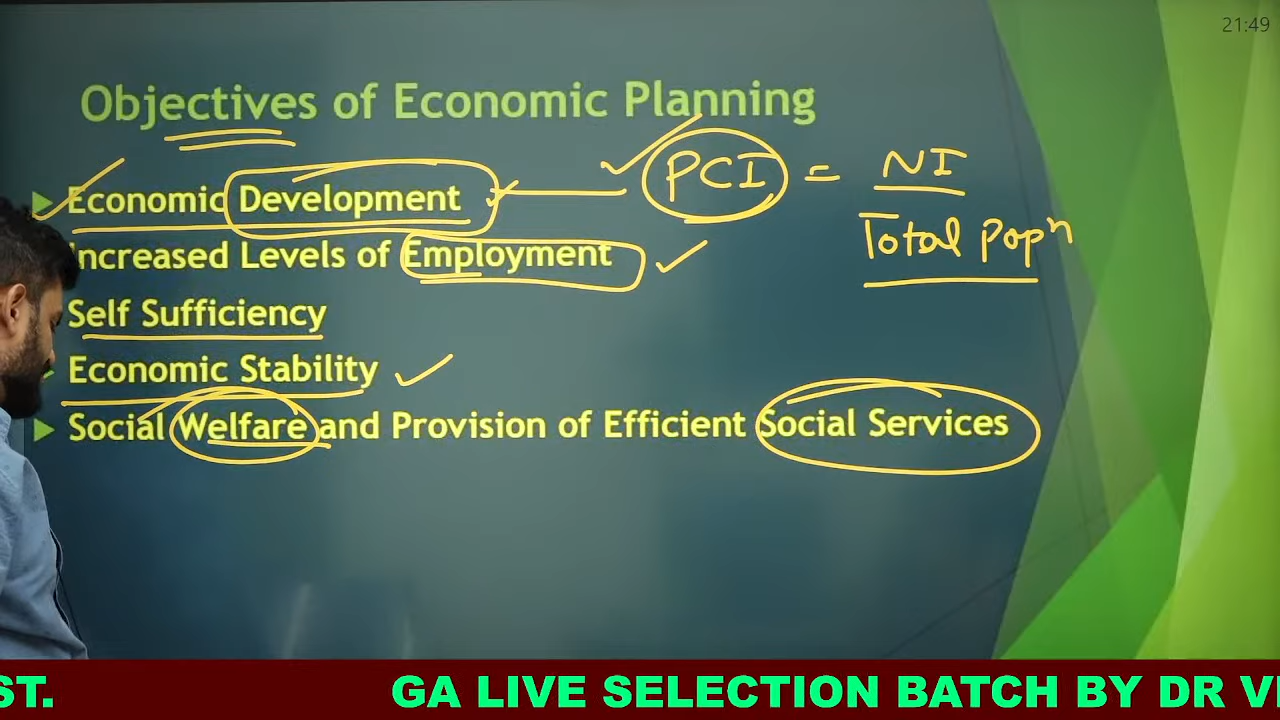 21:49
Objectives of Economic Planning
Economic Development
PCI = NI
Total Popn
Increased Levels of Employment
Self Sufficiency
Economic Stability
Social Welfare and Provision of Efficient Social Services
ST. GA LIVE SELECTION BATCH BY DR